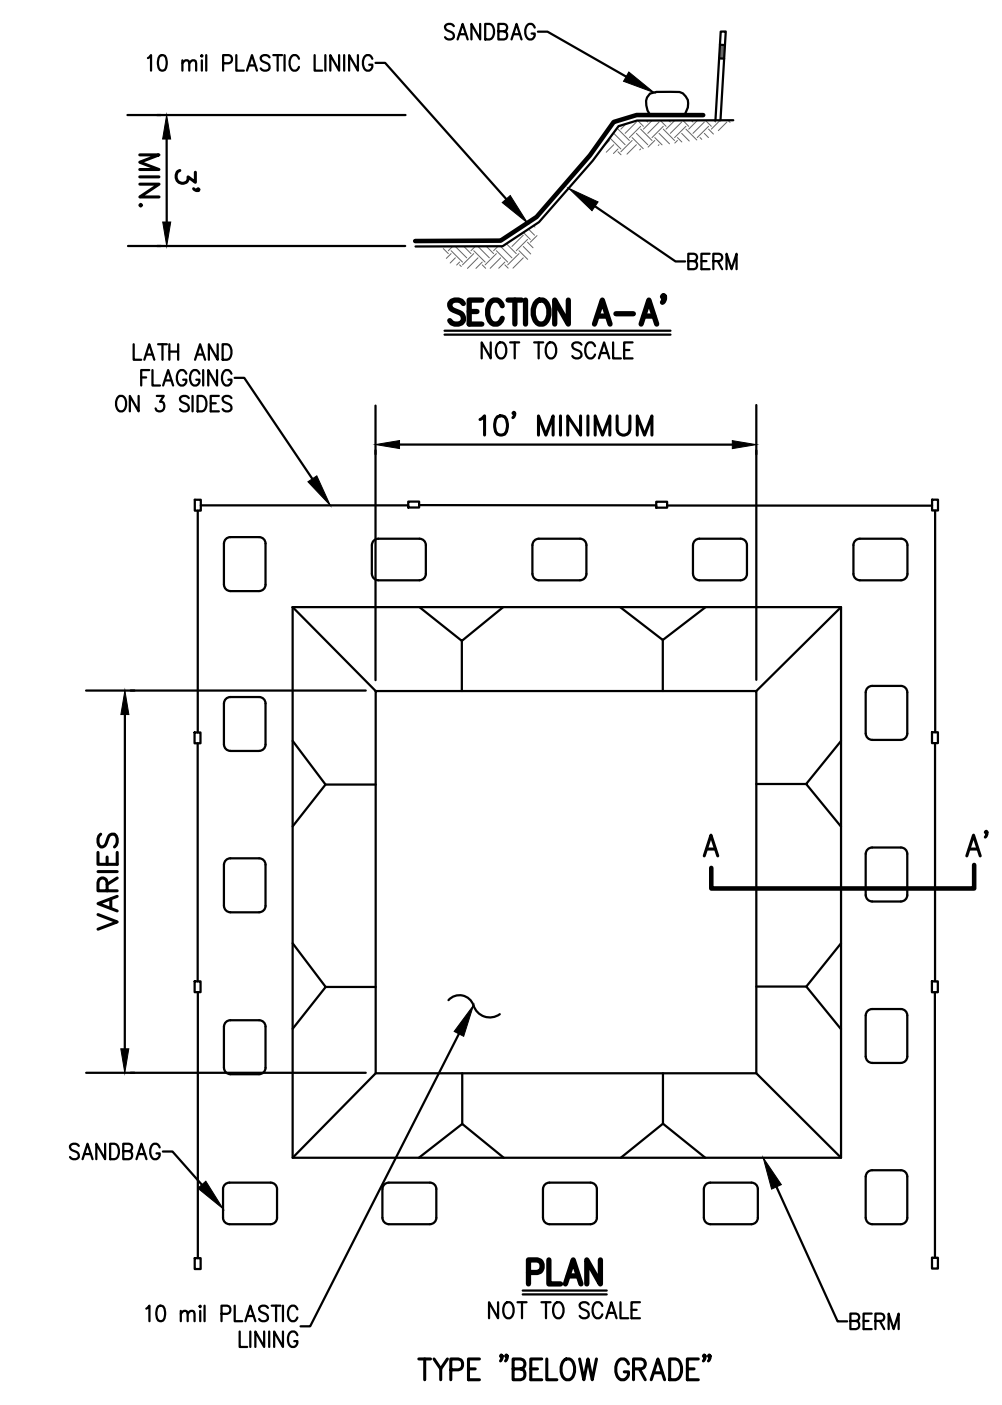 SANDBAG
10 mil PLASTIC LINING
3'
MIN.
BERM
SECTION A-A'
NOT TO SCALE
LATH AND
FLAGGING
ON 3 SIDES
10' MINIMUM
VARIES
A
A'
SANDBAG
10 mil PLASTIC
LINING
PLAN
NOT TO SCALE
BERM
TYPE "BELOW GRADE"